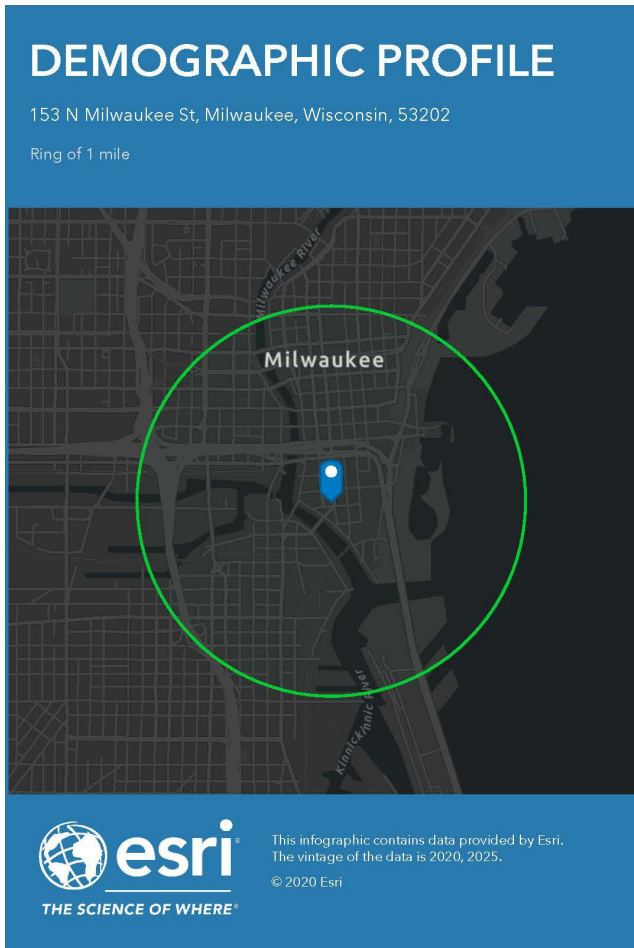 DEMOGRAPHIC PROFILE
153 N Milwaukee St, Milwaukee, Wisconsin, 53202
Ring of 1 mile
Milwaukee River
Milwaukee
Kinnickinnic River
esri®
THE SCIENCE OF WHERE®
This infographic contains data provided by Esri.
The vintage of the data is 2020, 2025.
© 2020 Esri